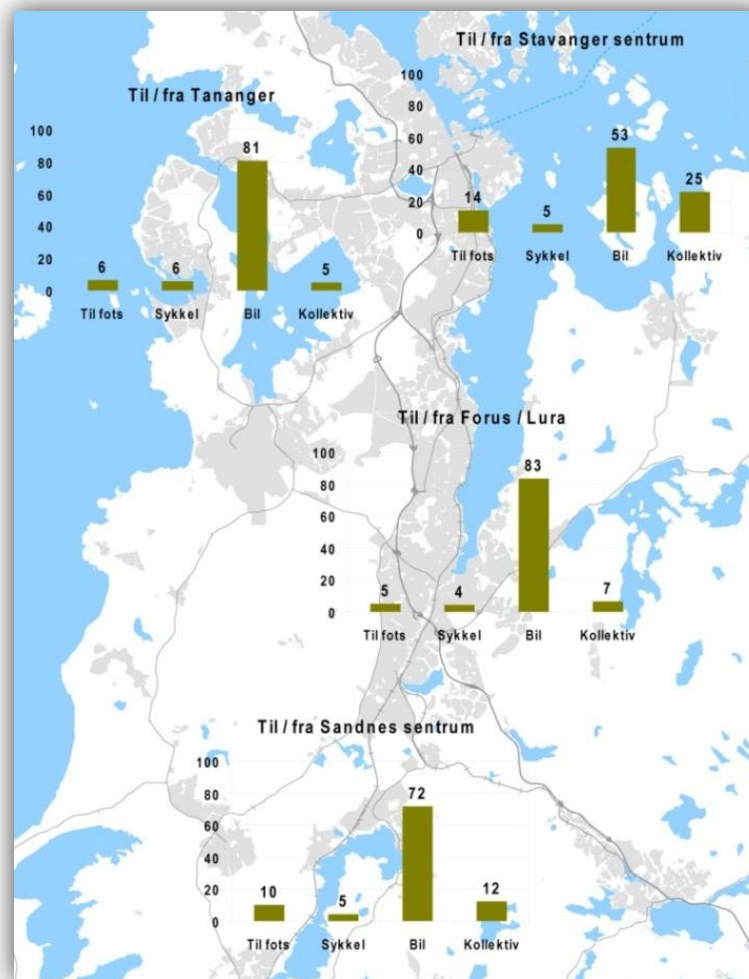 Til / fra Stavanger sentrum
100
80
60
40
20
0
14
5
53
25
Til fots
Sykkel
Bil
Kollektiv
Til / fra Tananger
100
80
60
40
20
0
6
6
81
5
Til fots
Sykkel
Bil
Kollektiv
Til / fra Forus / Lura
100
80
60
40
20
0
5
4
83
7
Til fots
Sykkel
Bil
Kollektiv
Til / fra Sandnes sentrum
100
80
60
40
20
0
10
5
72
12
Til fots
Sykkel
Bil
Kollektiv